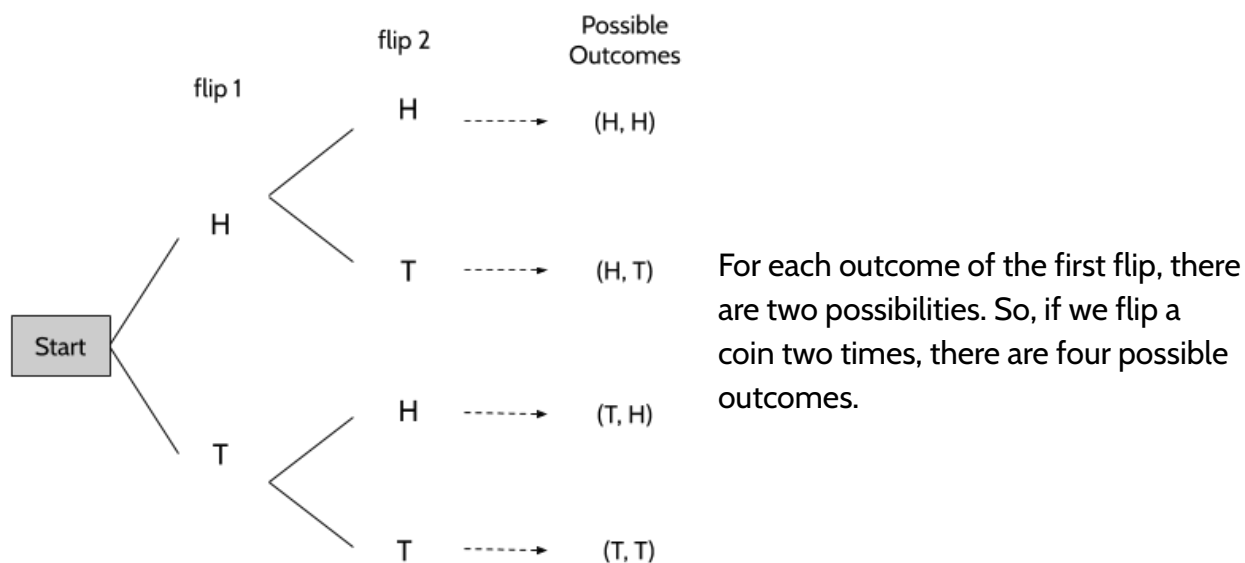 Possible
Outcomes
flip 2
flip 1
H
(H, H)
H
T
(H, T)
Start
For each outcome of the first flip, there
are two possibilities. So, if we flip a
coin two times, there are four possible
outcomes.
H
(T, H)
T
T
(T, T)